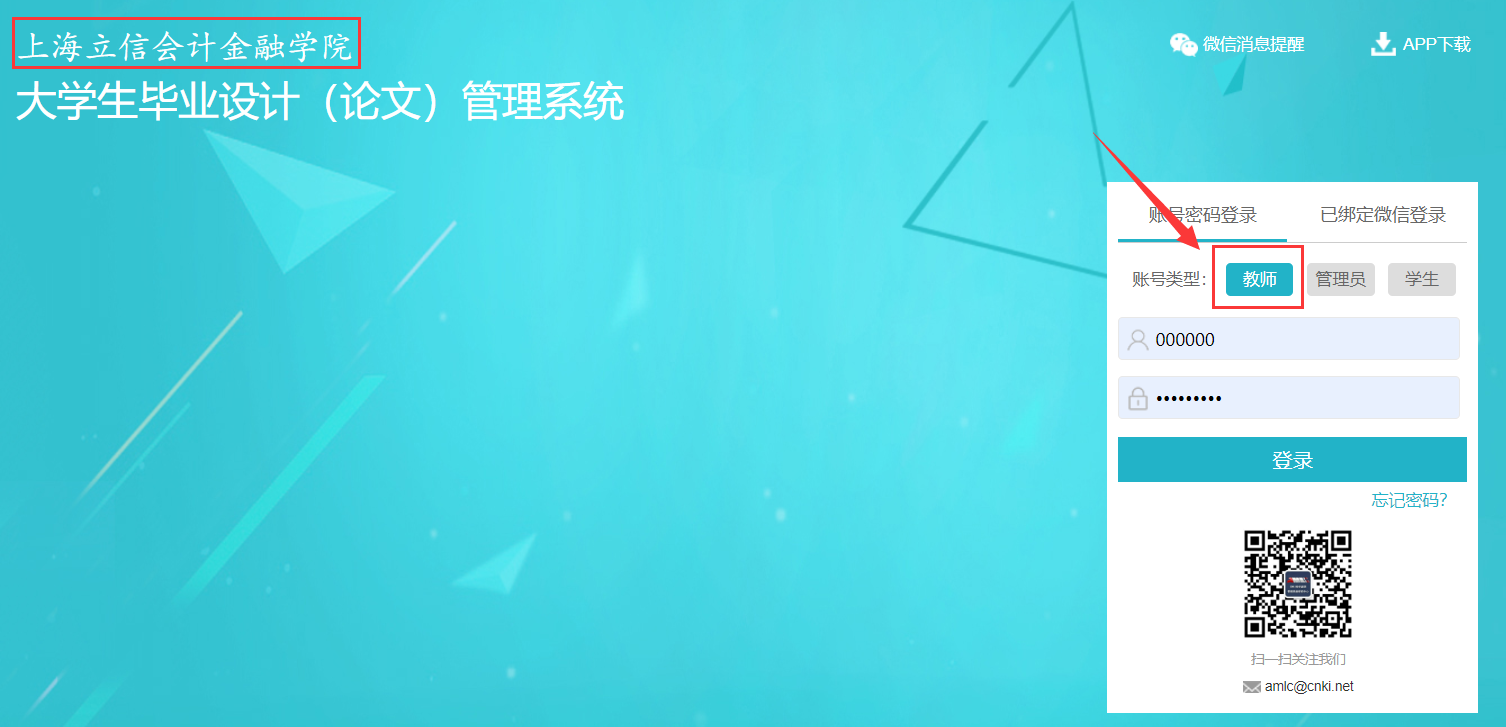 上海立信会计金融学院
微信消息提醒
APP下载
大学生毕业设计（论文）管理系统
账号密码登录
已绑定微信登录
账号类型：
教师
管理员
学生
000000
•••••••••
登录
忘记密码?
扫一扫关注我们
amlc@cnki.net